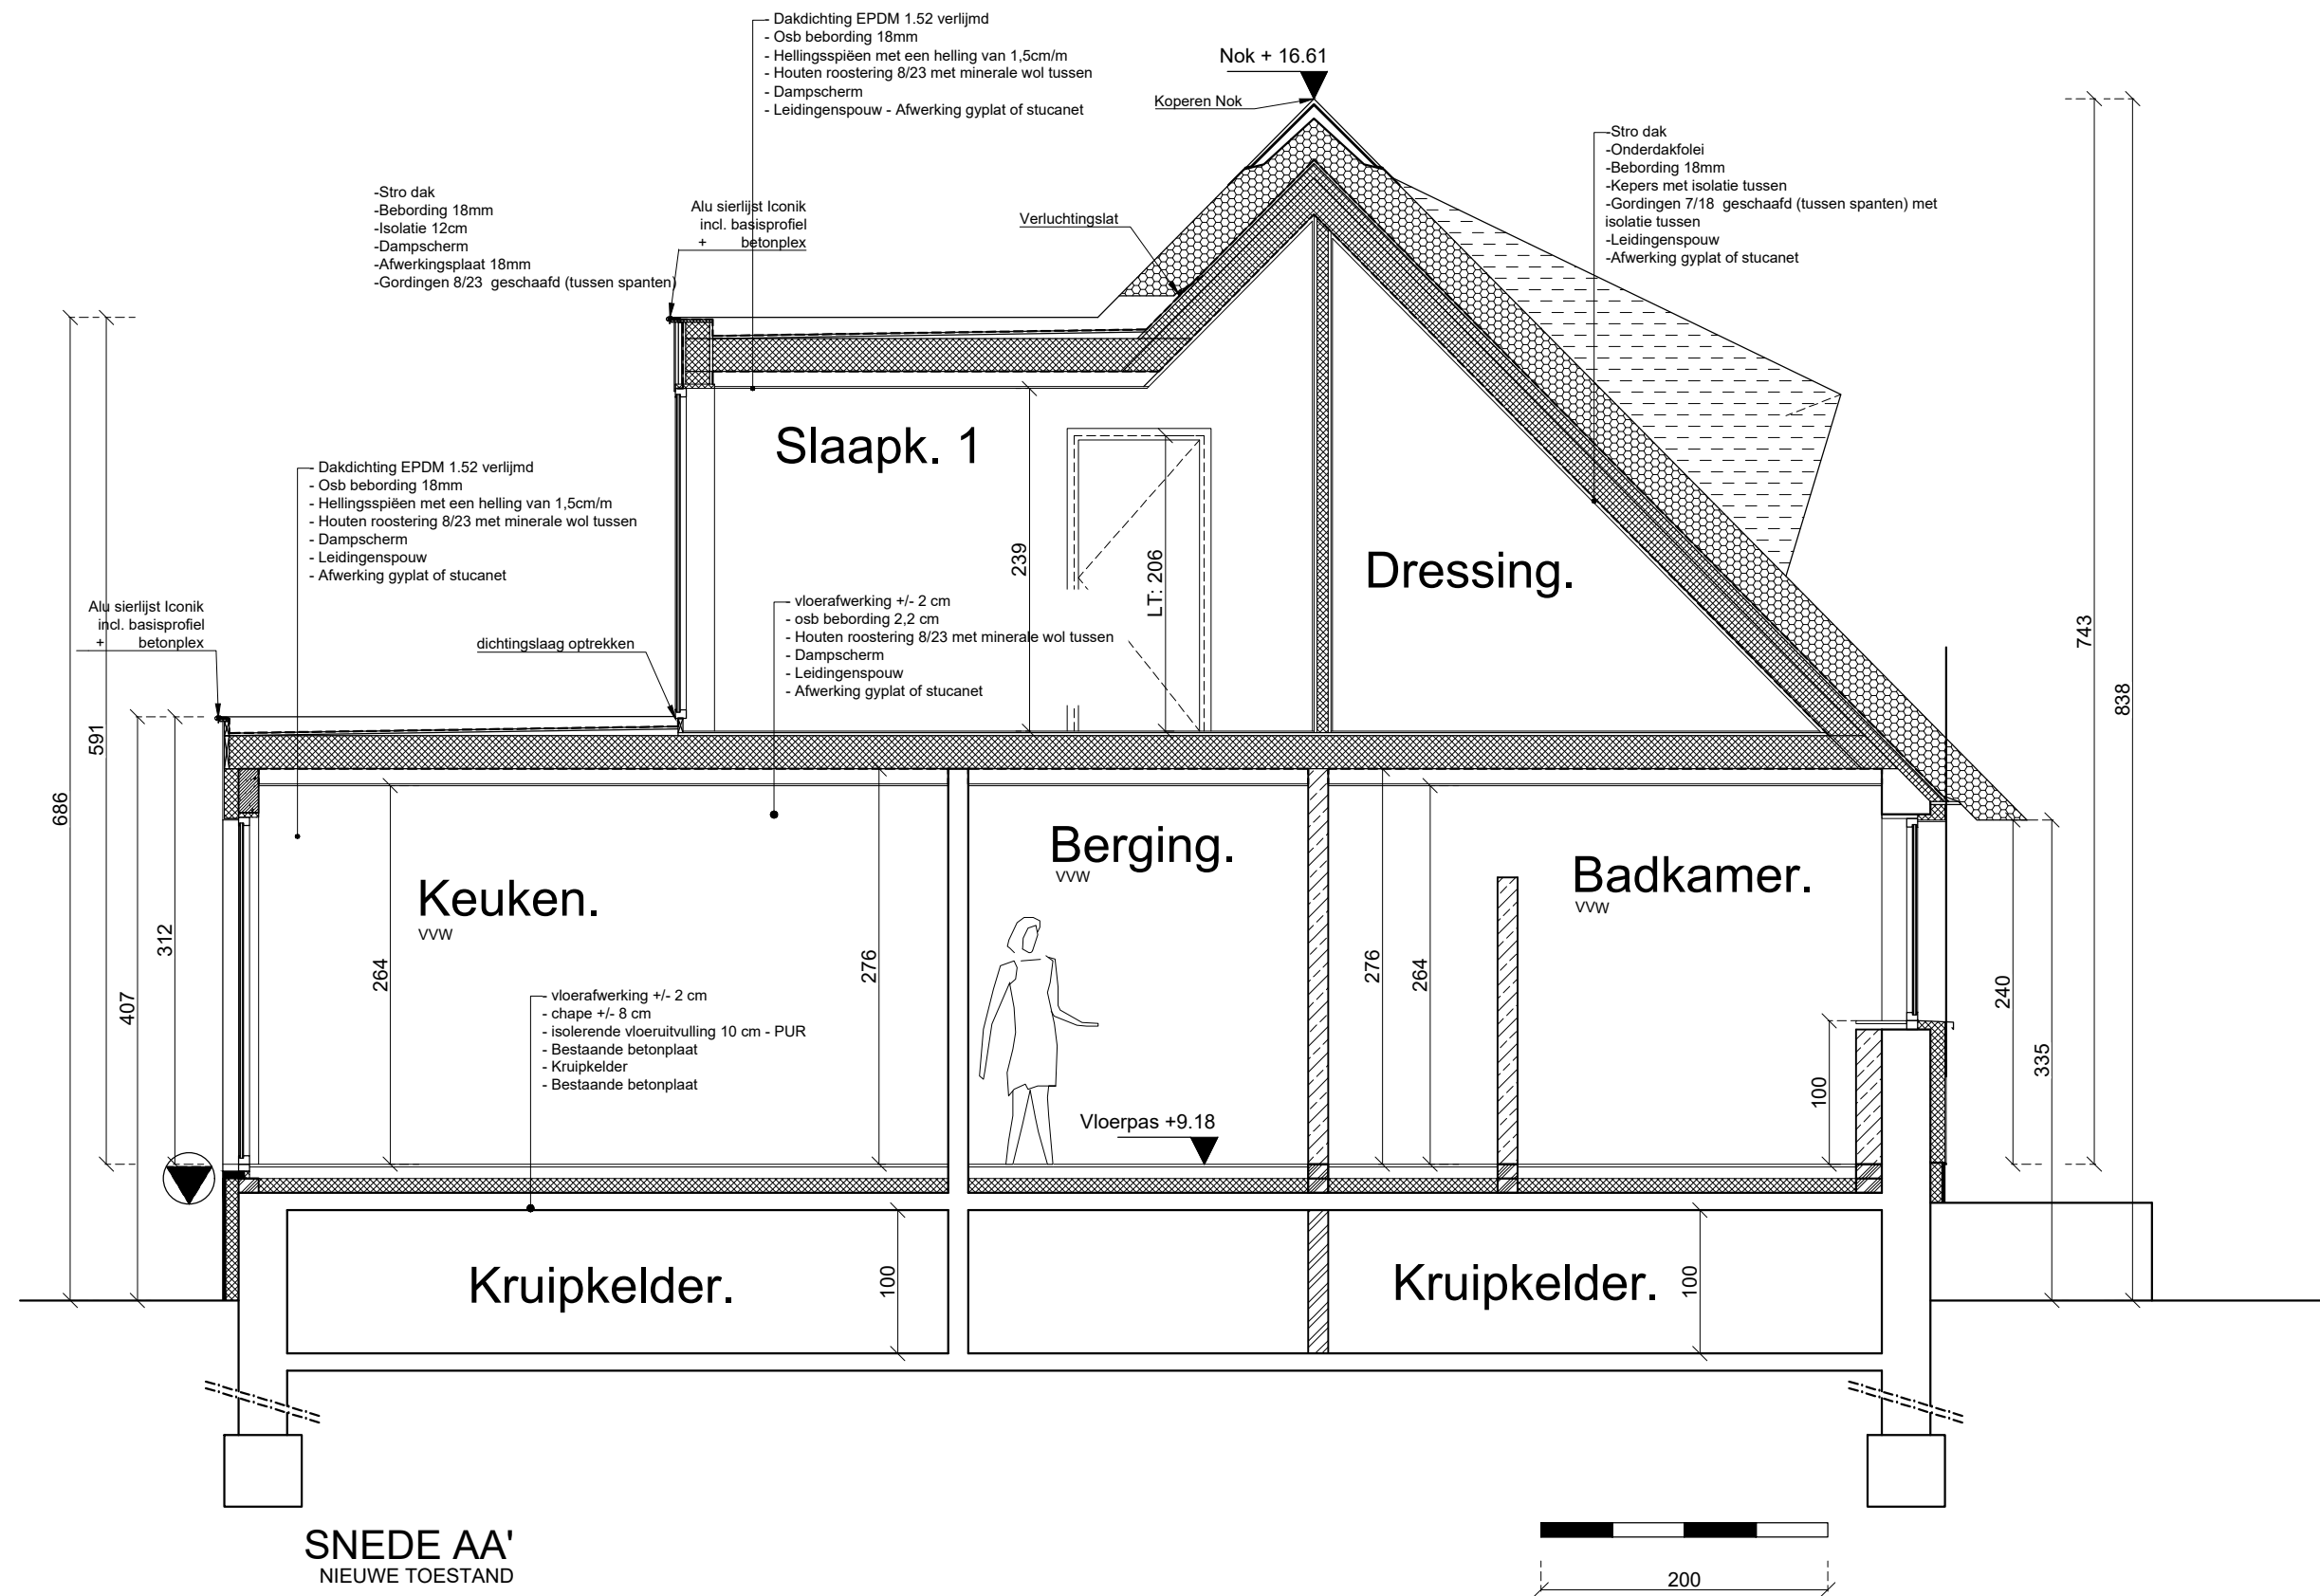 - Dakdichting EPDM 1.52 verlijmd
- Osb bebording 18mm
- Hellingsspiëen met een helling van 1,5cm/m
- Houten roostering 8/23 met minerale wol tussen
- Dampscherm
- Leidingenspouw - Afwerking gyplat of stucanet
Nok + 16.61
Koperen Nok
-Stro dak
-Onderdakfolei
-Bebording 18mm
-Kepers met isolatie tussen
-Gordingen 7/18 geschaafd (tussen spanten) met
isolatie tussen
-Leidingenspouw
-Afwerking gyplat of stucanet
-Stro dak
-Bebording 18mm
-Isolatie 12cm
-Dampscherm
-Afwerkingsplaat 18mm
-Gordingen 8/23 geschaafd (tussen spanten)
Alu sierlijst Iconik
incl. basisprofiel
+ betonplex
Verluchtingslat
Slaapk. 1
239
LT: 206
Dressing.
- Dakdichting EPDM 1.52 verlijmd
- Osb bebording 18mm
- Hellingsspiëen met een helling van 1,5cm/m
- Houten roostering 8/23 met minerale wol tussen
- Dampscherm
- Leidingenspouw
- Afwerking gyplat of stucanet
Alu sierlijst Iconik
incl. basisprofiel
+ betonplex
dichtingslaag optrekken
- vloerafwerking +/- 2 cm
- osb bebording 2,2 cm
- Houten roostering 8/23 met minerale wol tussen
- Dampscherm
- Leidingenspouw
- Afwerking gyplat of stucanet
686
591
407
312
743
838
Keuken.
VVW
264
276
Berging.
VVW
276
264
Badkamer.
VVW
240
335
100
- vloerafwerking +/- 2 cm
- chape +/- 8 cm
- isolerende vloeruitvulling 10 cm - PUR
- Bestaande betonplaat
- Kruipkelder
- Bestaande betonplaat
Vloerpas +9.18
Kruipkelder.
100
Kruipkelder.
100
SNEDE AA'
NIEUWE TOESTAND
200